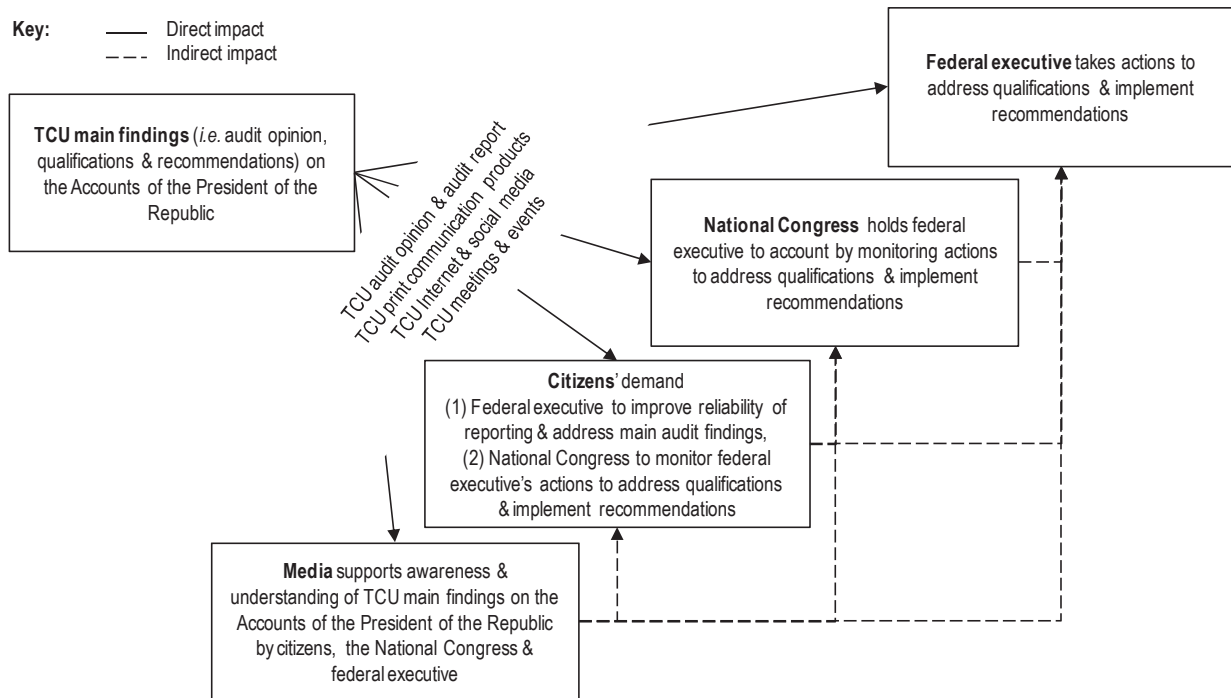 Key:
Direct impact
Indirect impact
TCU main findings (i.e. audit opinion,
qualifications & recommendations) on
the Accounts of the President of the
Republic
TCU audit opinion & audit report
TCU print communication products
TCU Internet & social media
TCU meetings & events
Federal executive takes actions to
address qualifications & implement
recommendations
National Congress holds federal
executive to account by monitoring actions
to address qualifications & implement
recommendations
Citizens’ demand
(1) Federal executive to improve reliability of
reporting & address main audit findings,
(2) National Congress to monitor federal
executive’s actions to address qualifications
& implement recommendations
Media supports awareness &
understanding of TCU main findings on the
Accounts of the President of the Republic
by citizens, the National Congress &
federal executive